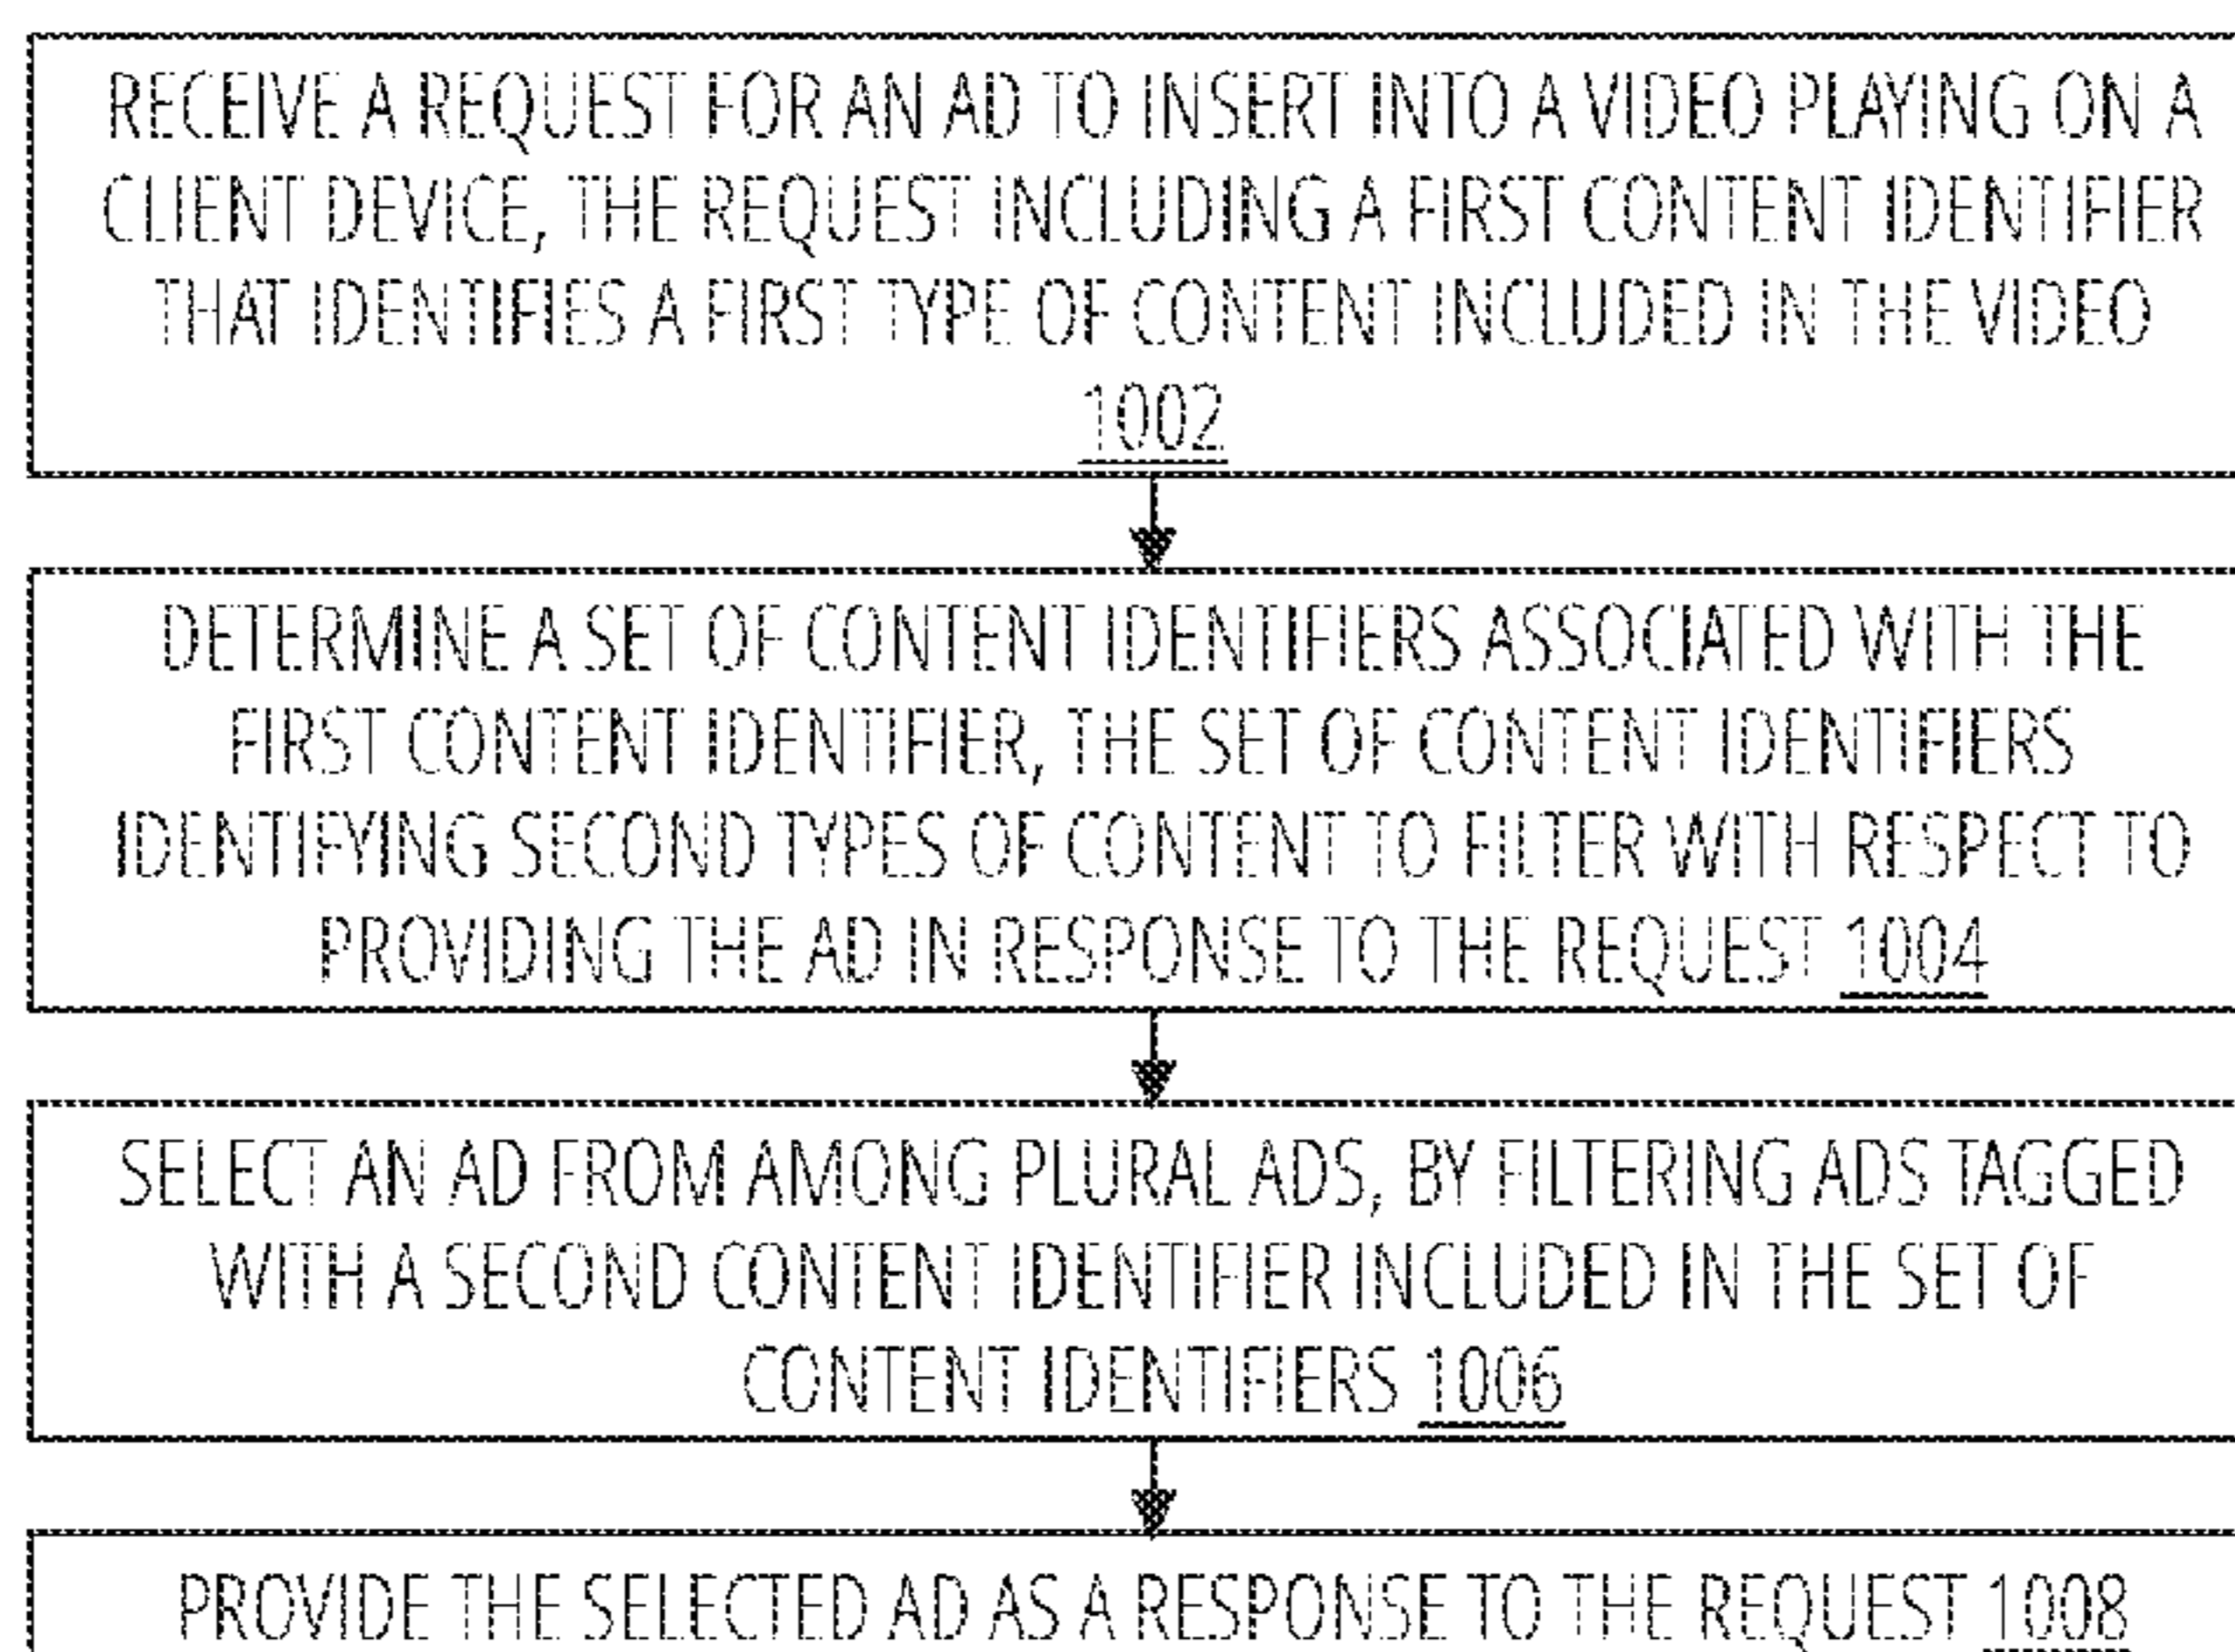 RECEIVE A REQUEST FOR AN AD TO INSERT INTO A VIDEO PLAYING ON A
CLIENT DEVICE, THE REQUEST INCLUDING A FIRST CONTENT IDENTIFIER
THAT IDENTIFIES A FIRST TYPE OF CONTENT INCLUDED IN THE VIDEO
1002
DETERMINE A SET OF CONTENT IDENTIFIERS ASSOCIATED WITH THE
FIRST CONTENT IDENTIFIER, THE SET OF CONTENT IDENTIFIERS
IDENTIFYING SECOND TYPES OF CONTENT TO FILTER WITH RESPECT TO
PROVIDING THE AD IN RESPONSE TO THE REQUEST 1004
SELECT AN AD FROM AMONG PLURAL ADS, BY FILTERING ADS TAGGED
WITH A SECOND CONTENT IDENTIFIER INCLUDED IN THE SET OF
CONTENT IDENTIFIERS 1006
PROVIDE THE SELECTED AD AS A RESPONSE TO THE REQUEST 1008